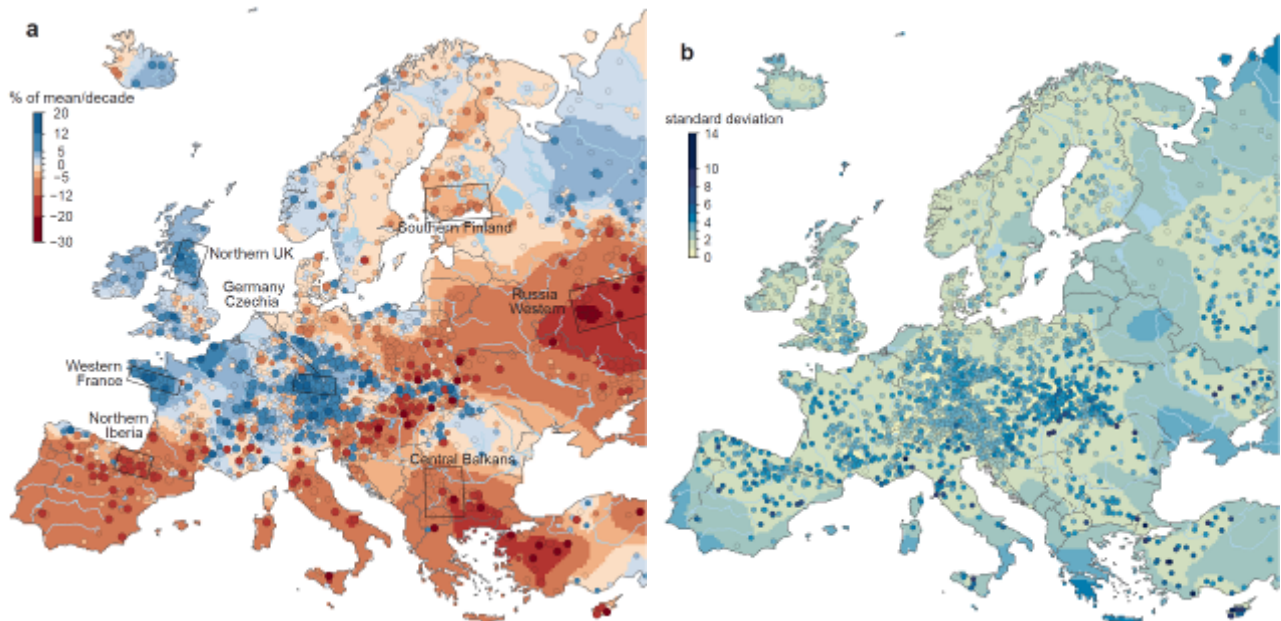 a
% of mean/decade
20
12
5
0
−5
−12
−20
−30
Southern Finland
Northern UK
Germany
Czechia
Russia
Western
Western
France
Northern
Iberia
Central Balkans
b
standard deviation
14
10
8
6
4
2
0